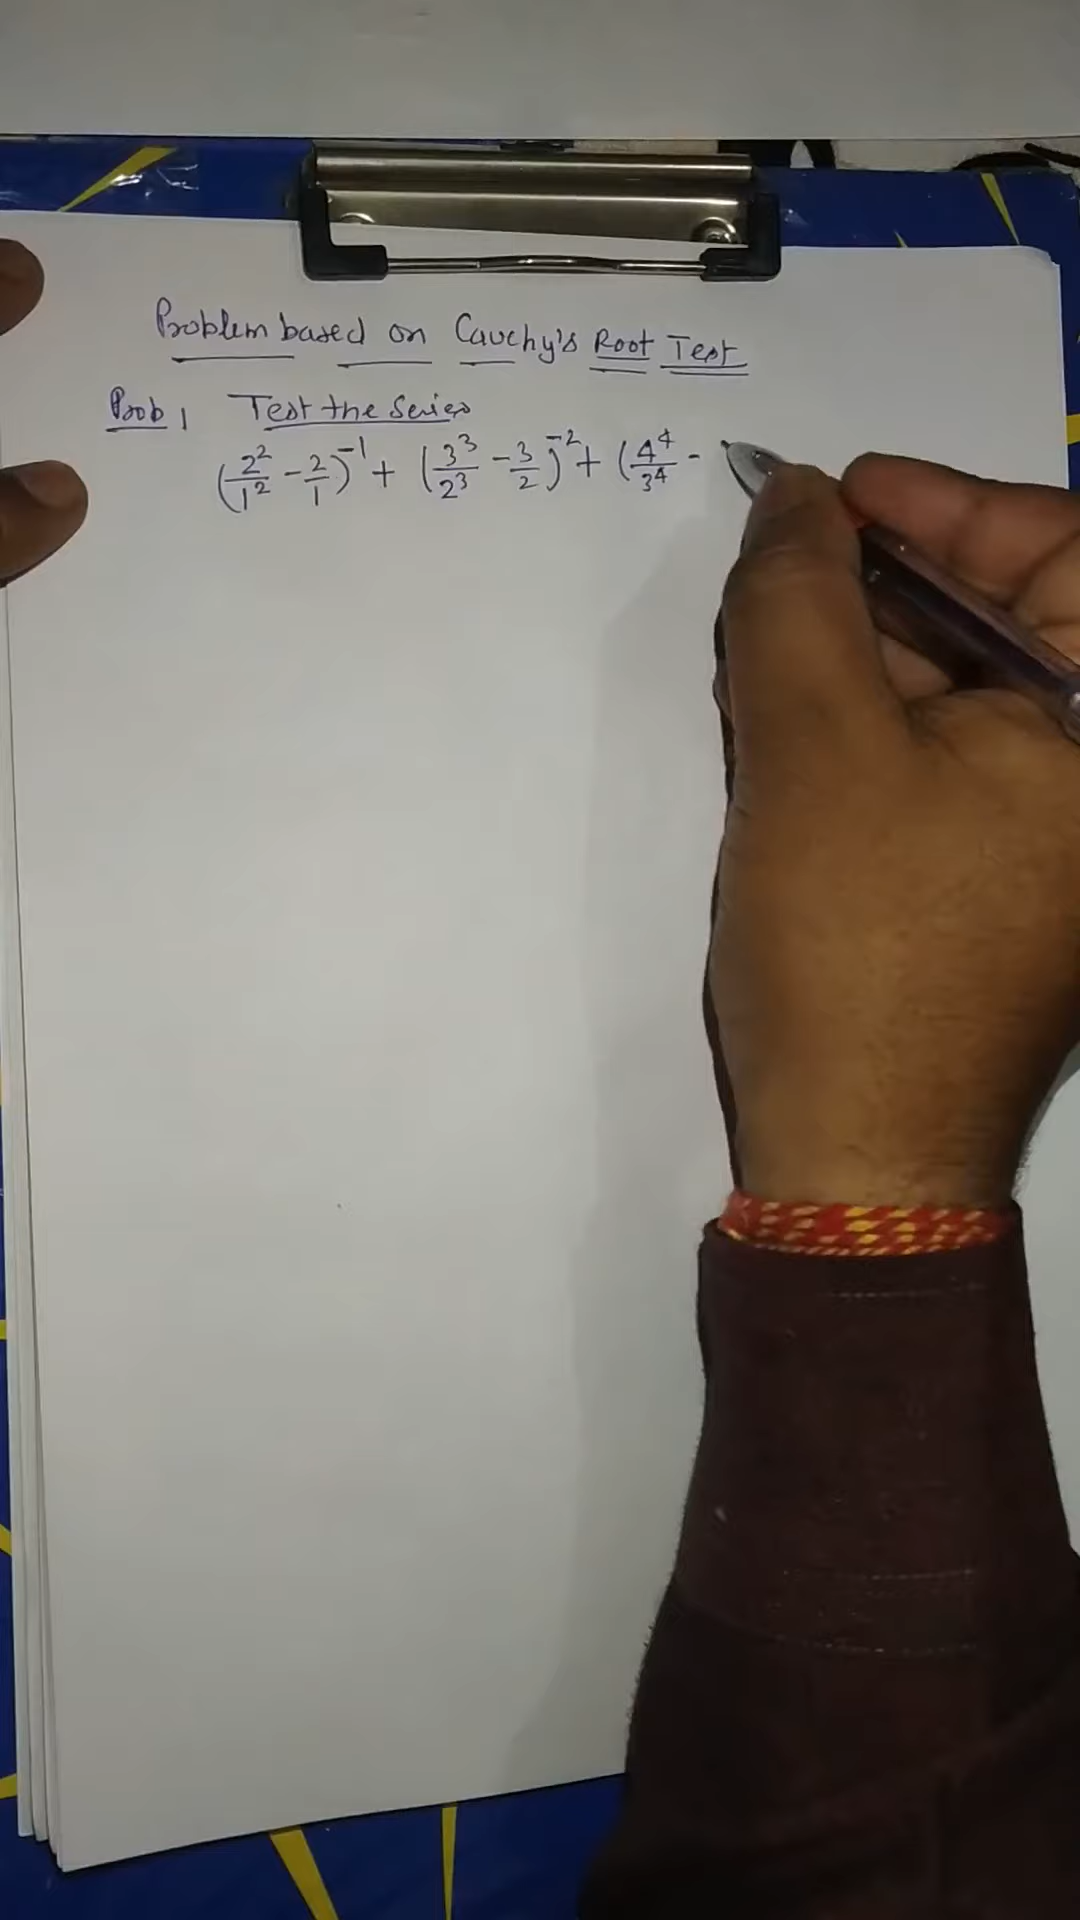 Problem based on Cauchy's Root Test
Prob 1 Test the Series
(2²/1² - 2/1)⁻¹ + (3³/2³ - 3/2)⁻² + (4⁴/3⁴ -